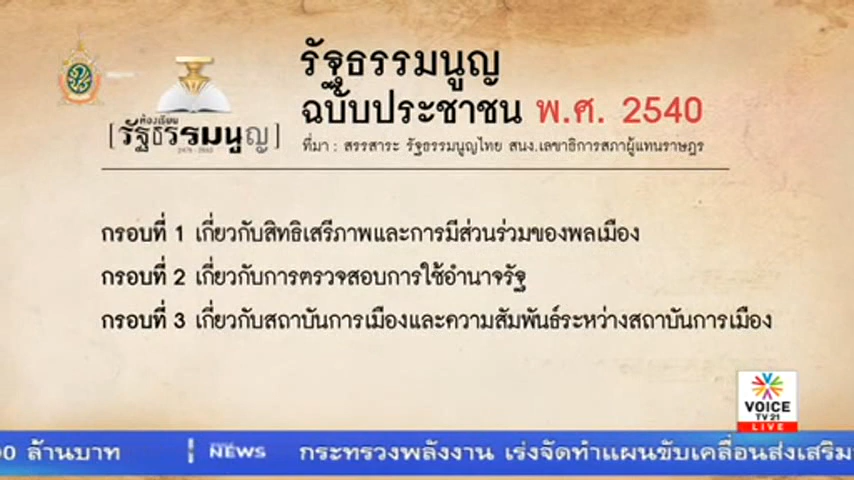 รัฐธรรมนูญ
ฉบับประชาชน พ.ศ. 2540
ที่มา : สรรสาระ รัฐธรรมนูญไทย สนง.เลขาธิการสภาผู้แทนราษฎร
ห้องเรียน
[รัฐธรรมนูญ]
กรอบที่ 1 เกี่ยวกับสิทธิเสรีภาพและการมีส่วนร่วมของพลเมือง
กรอบที่ 2 เกี่ยวกับการตรวจสอบการใช้อำนาจรัฐ
กรอบที่ 3 เกี่ยวกับสถาบันการเมืองและความสัมพันธ์ระหว่างสถาบันการเมือง
VOICE
TV 21
LIVE
0 ล้านบาท NEWS กระทรวงพลังงาน เร่งจัดทำแผนขับเคลื่อนส่งเสริม